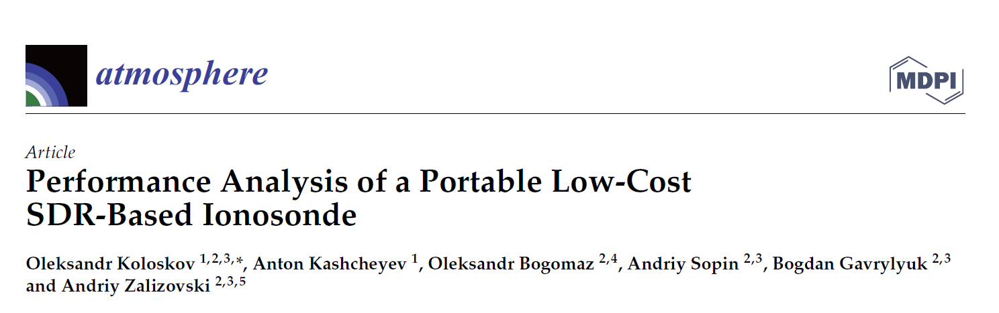 atmosphere
MDPI
Article
Performance Analysis of a Portable Low-Cost
SDR-Based Ionosonde
Oleksandr Koloskov 1,2,3,*, Anton Kashcheyev 1, Oleksandr Bogomaz 2,4, Andriy Sopin 2,3, Bogdan Gavrylyuk 2,3
and Andriy Zalizovski 2,3,5